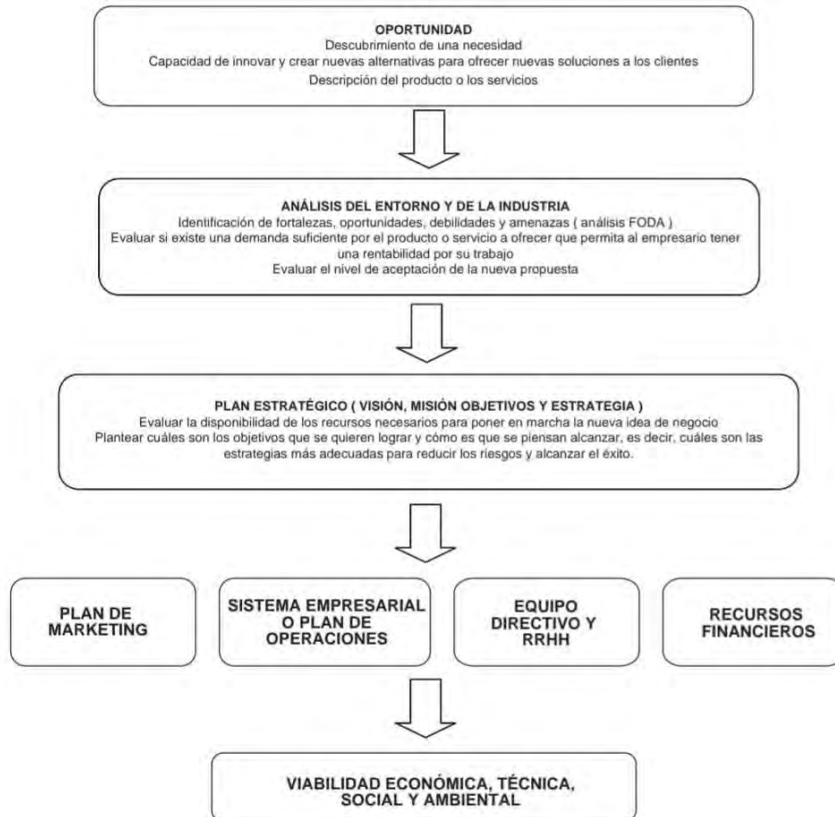 OPORTUNIDAD
Descubrimiento de una necesidad
Capacidad de innovar y crear nuevas alternativas para ofrecer nuevas soluciones a los clientes
Descripción del producto o los servicios
ANÁLISIS DEL ENTORNO Y DE LA INDUSTRIA
Identificación de fortalezas, oportunidades, debilidades y amenazas ( análisis FODA )
Evaluar si existe una demanda suficiente por el producto o servicio a ofrecer que permita al empresario tener
una rentabilidad por su trabajo
Evaluar el nivel de aceptación de la nueva propuesta
PLAN ESTRATÉGICO ( VISIÓN, MISIÓN OBJETIVOS Y ESTRATEGIA )
Evaluar la disponibilidad de los recursos necesarios para poner en marcha la nueva idea de negocio
Plantear cuáles son los objetivos que se quieren lograr y cómo es que se piensan alcanzar, es decir, cuáles son las
estrategias más adecuadas para reducir los riesgos y alcanzar el éxito.
PLAN DE
MARKETING
SISTEMA EMPRESARIAL
O PLAN DE
OPERACIONES
EQUIPO
DIRECTIVO Y
RRHH
RECURSOS
FINANCIEROS
VIABILIDAD ECONÓMICA, TÉCNICA,
SOCIAL Y AMBIENTAL